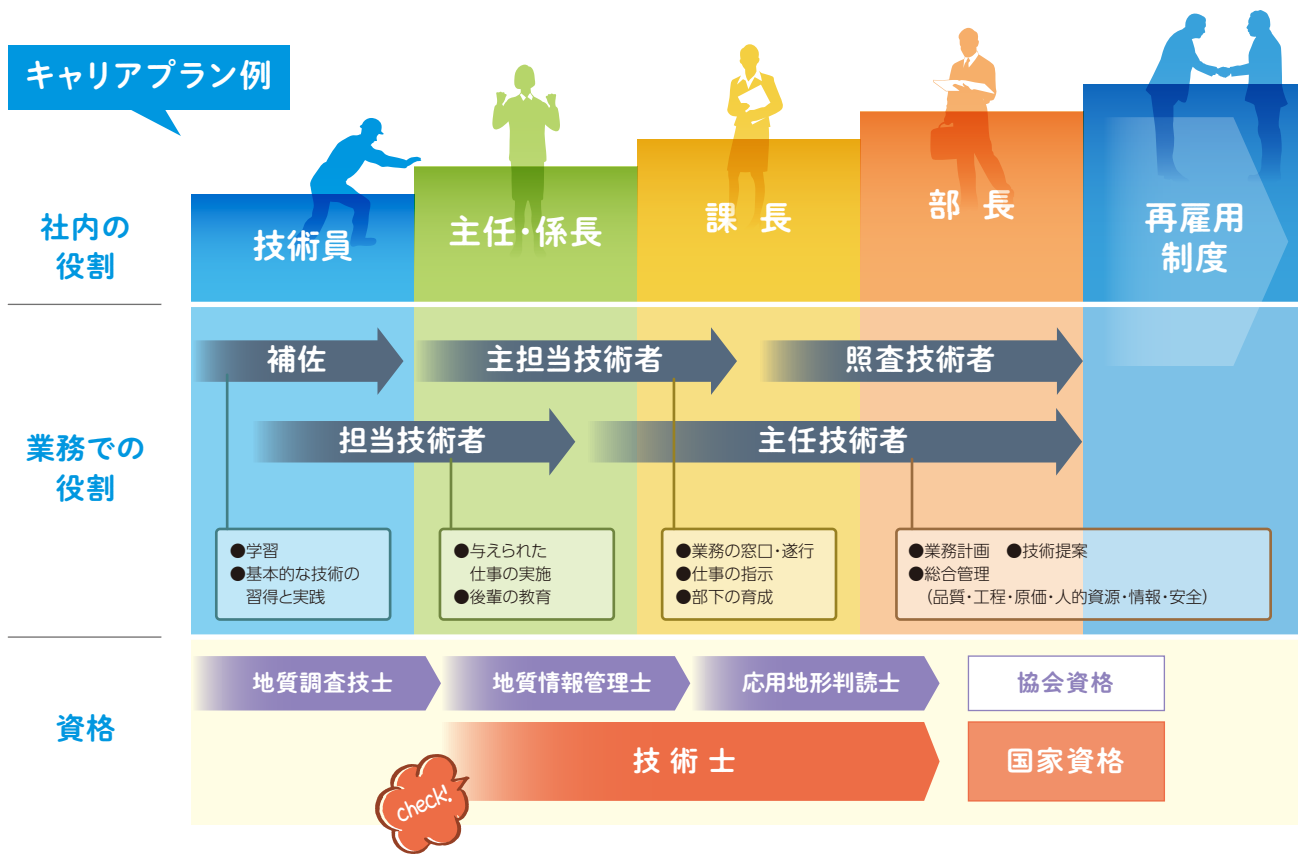 キャリアプラン例
社内の
役割
技術員
主任・係長
課長
部長
再雇用
制度
業務での
役割
補佐
主担当技術者
照査技術者
担当技術者
主任技術者
●学習
●基本的な技術の
習得と実践
●与えられた
仕事の実施
●後輩の教育
●業務の窓口・遂行
●仕事の指示
●部下の育成
●業務計画 ●技術提案
●総合管理
(品質・工程・原価・人的資源・情報・安全)
資格
地質調査技士
地質情報管理士
応用地形判読士
協会資格
check!
技術士
国家資格